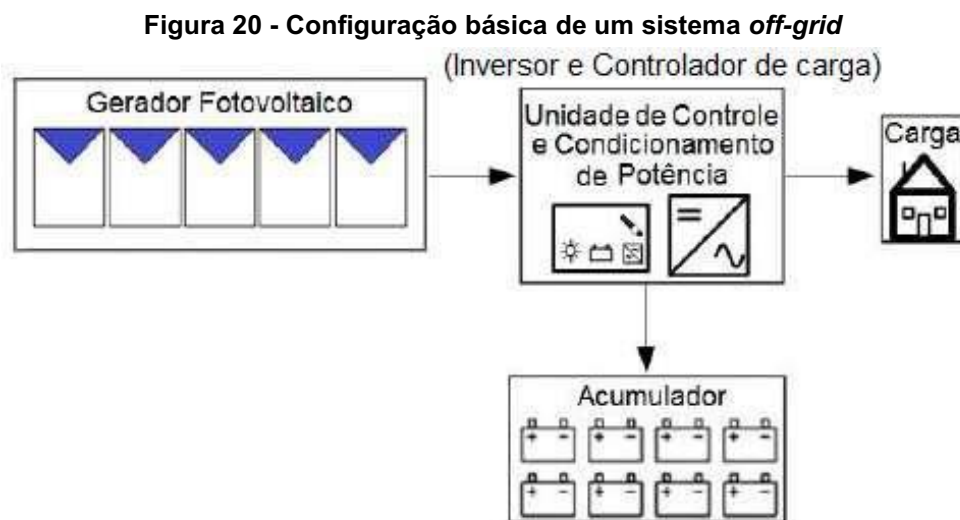 Figura 20 - Configuração básica de um sistema off-grid
(Inversor e Controlador de carga)
Gerador Fotovoltaico
Unidade de Controle
e Condicionamento
de Potência
Carga
Acumulador